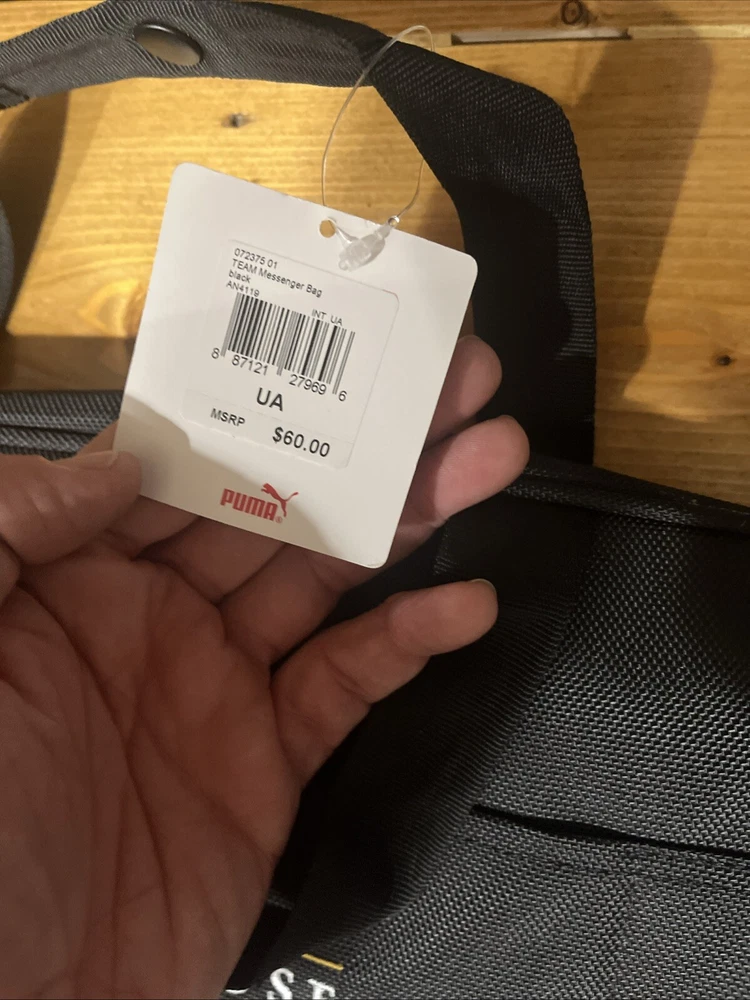 072375 01
TEAM Messenger Bag
black
AN4119
INT UA
8 87121 27969 6
UA
MSRP $60.00
PUMA®
S